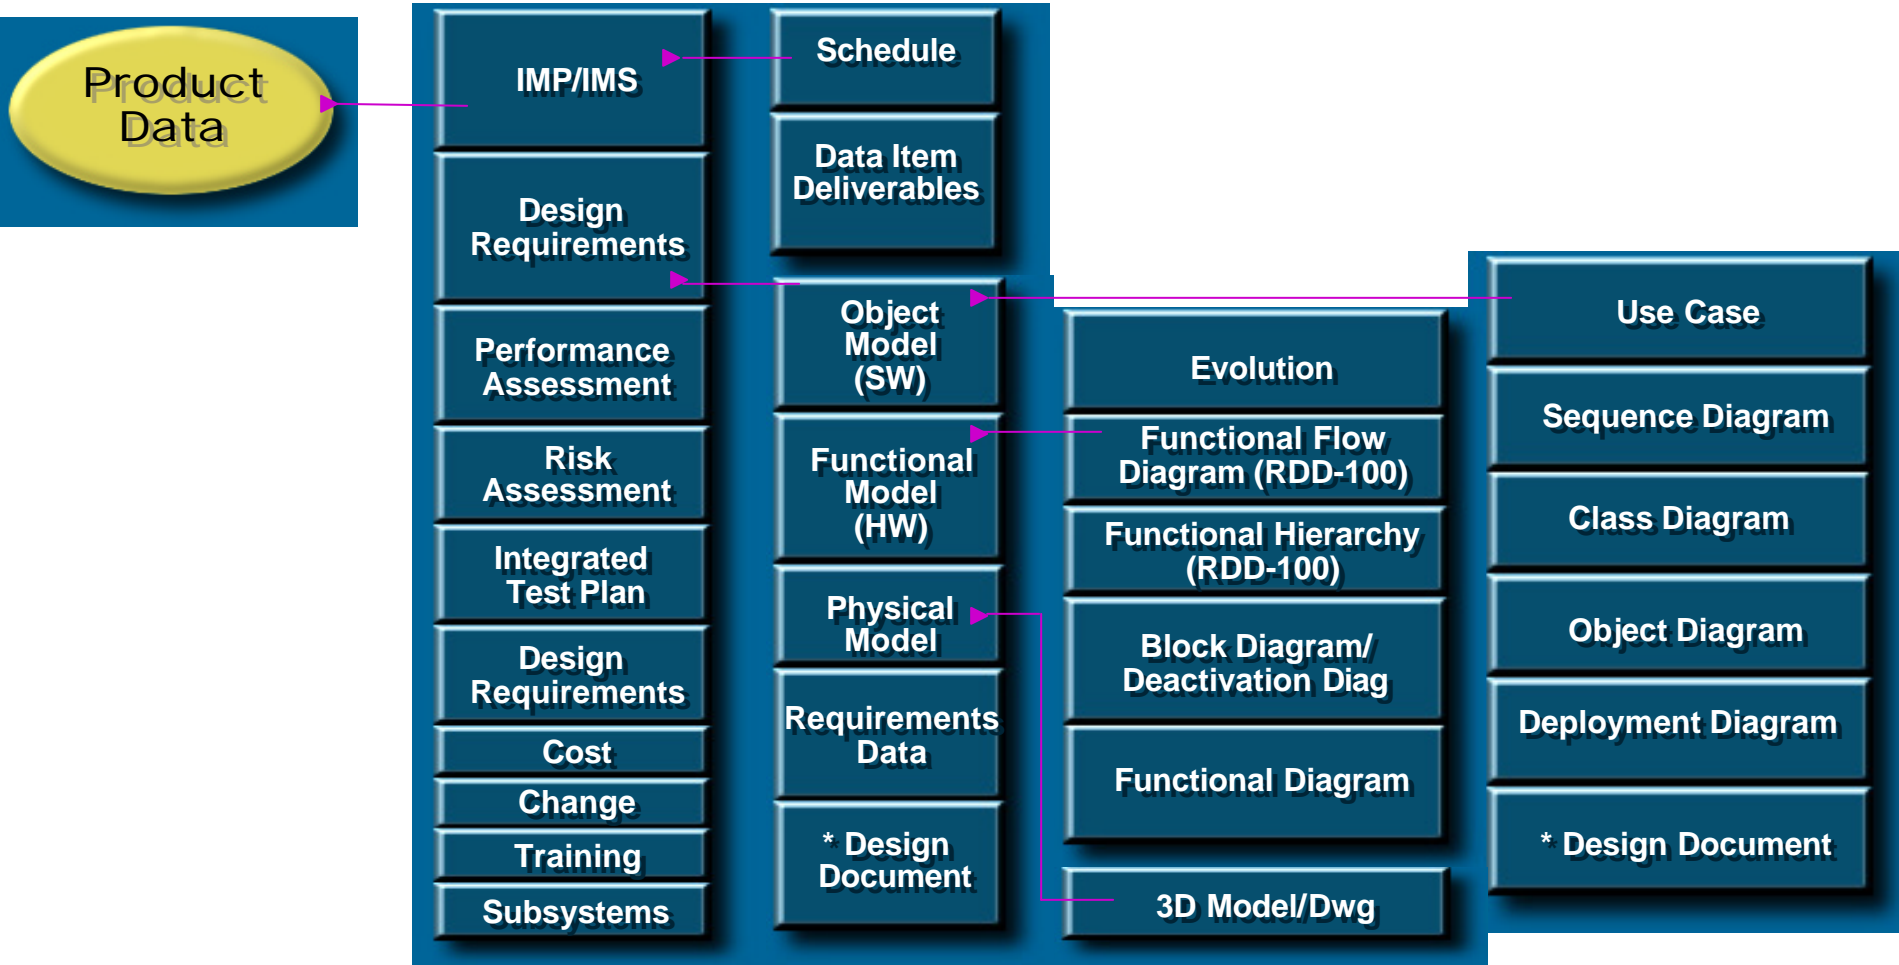 Product
Data
IMP/IMS
Design
Requirements
Performance
Assessment
Risk
Assessment
Integrated
Test Plan
Design
Requirements
Cost
Change
Training
Subsystems
Schedule
Data Item
Deliverables
Object
Model
(SW)
Functional
Model
(HW)
Physical
Model
Requirements
Data
* Design
Document
Evolution
Functional Flow
Diagram (RDD-100)
Functional Hierarchy
(RDD-100)
Block Diagram/
Deactivation Diag
Functional Diagram
3D Model/Dwg
Use Case
Sequence Diagram
Class Diagram
Object Diagram
Deployment Diagram
* Design Document